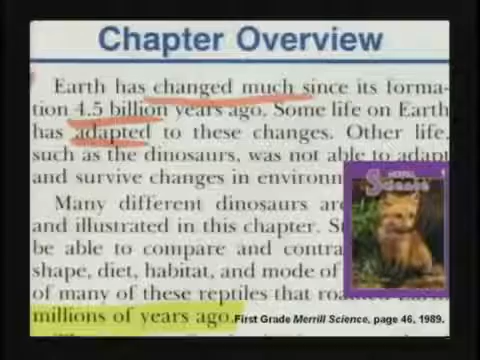 Chapter Overview
Earth has changed much since its forma-
tion 4.5 billion years ago. Some life on Earth
has adapted to these changes. Other life,
such as the dinosaurs, was not able to adapt
and survive changes in environm
Many different dinosaurs are
and illustrated in this chapter. St
be able to compare and contra
shape, diet, habitat, and mode of
of many of these reptiles that roa
millions of years ago.
MERRILL
Science
First Grade Merrill Science, page 46, 1989.